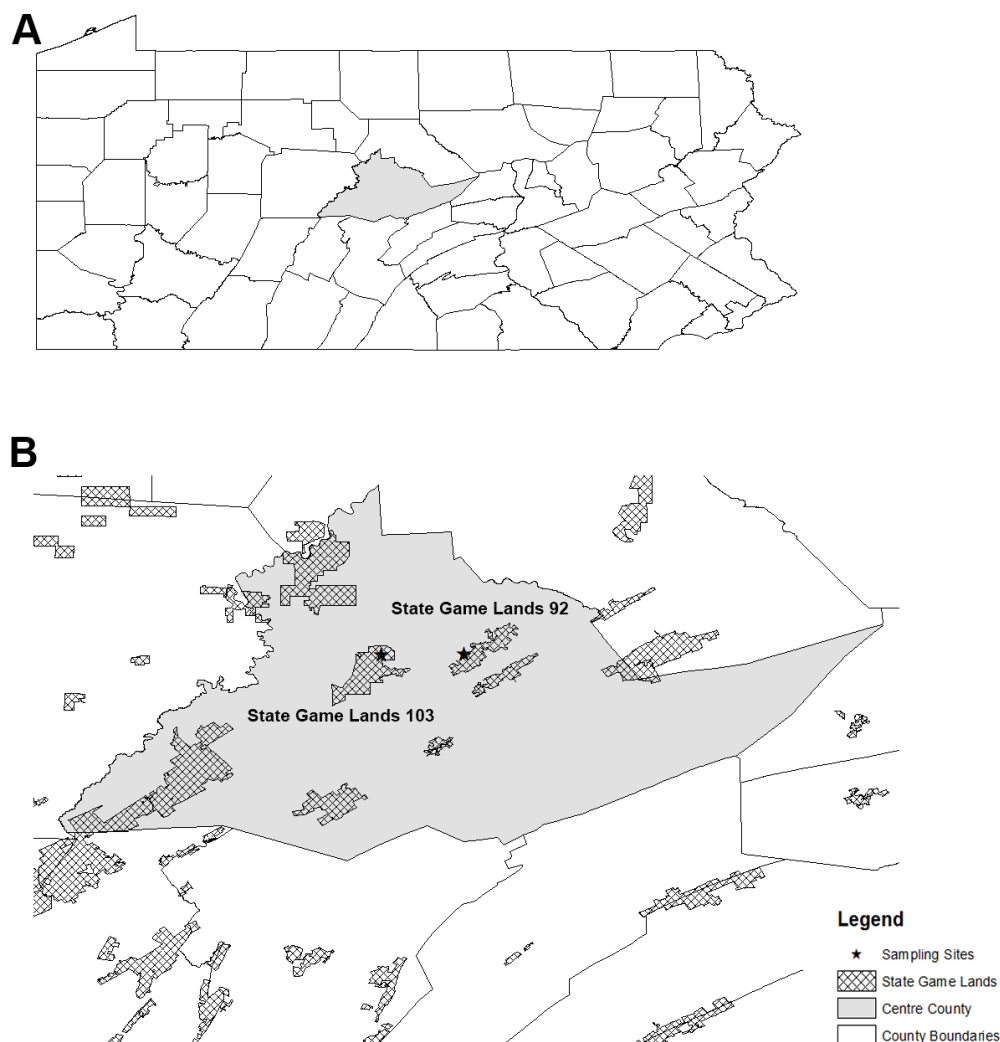 A
B
State Game Lands 92
State Game Lands 103
Legend
Sampling Sites
State Game Lands
Centre County
County Boundaries